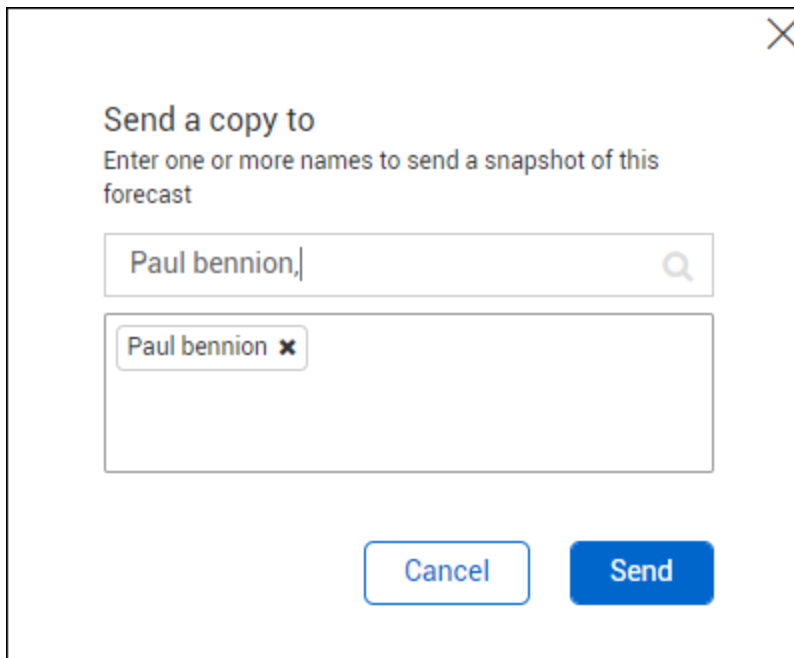 Send a copy to
Enter one or more names to send a snapshot of this
forecast
Paul bennion,
Paul bennion
Cancel
Send